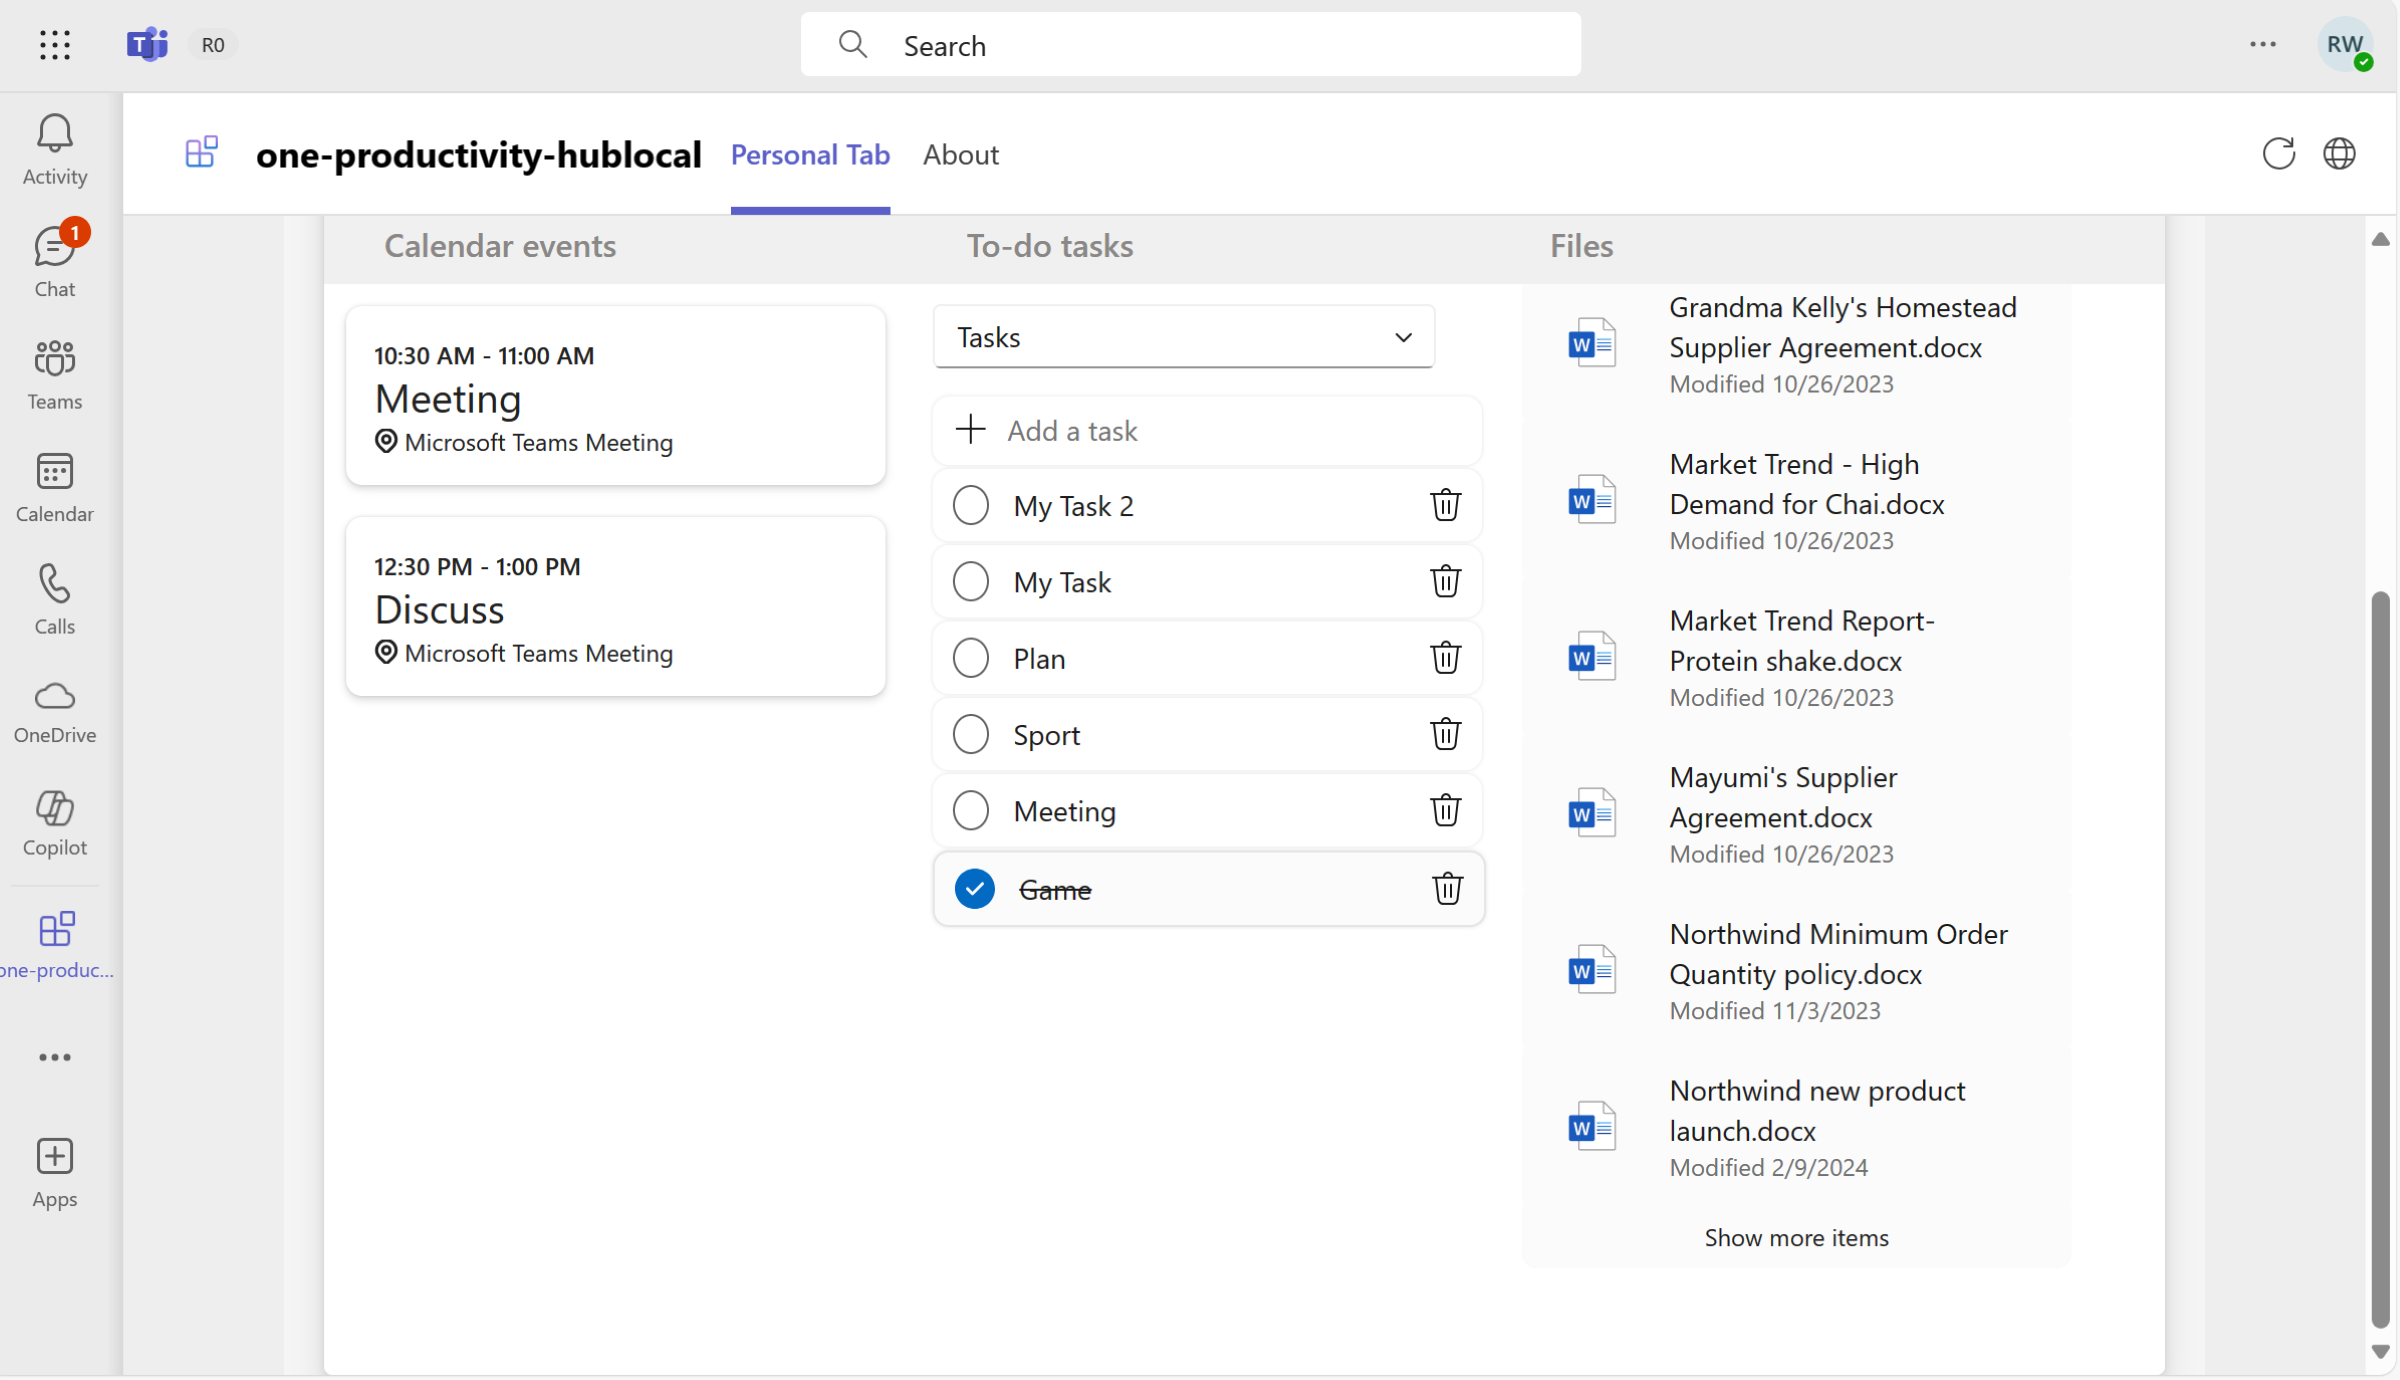 R0
Search
RW
Activity
1
Chat
Teams
Calendar
Calls
OneDrive
Copilot
one-produc...
Apps
one-productivity-hublocal
Personal Tab
About
Calendar events
10:30 AM - 11:00 AM
Meeting
Microsoft Teams Meeting
12:30 PM - 1:00 PM
Discuss
Microsoft Teams Meeting
To-do tasks
Tasks
Add a task
My Task 2
My Task
Plan
Sport
Meeting
Game
Files
Grandma Kelly's Homestead
Supplier Agreement.docx
Modified 10/26/2023
Market Trend - High
Demand for Chai.docx
Modified 10/26/2023
Market Trend Report-
Protein shake.docx
Modified 10/26/2023
Mayumi's Supplier
Agreement.docx
Modified 10/26/2023
Northwind Minimum Order
Quantity policy.docx
Modified 11/3/2023
Northwind new product
launch.docx
Modified 2/9/2024
Show more items